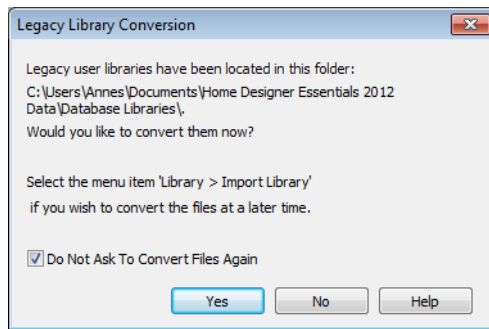 Legacy Library Conversion
Legacy user libraries have been located in this folder:
C:\Users\Annes\Documents\Home Designer Essentials 2012
Data\Database Libraries\.
Would you like to convert them now?
Select the menu item 'Library > Import Library'
if you wish to convert the files at a later time.
Do Not Ask To Convert Files Again
Yes
No
Help